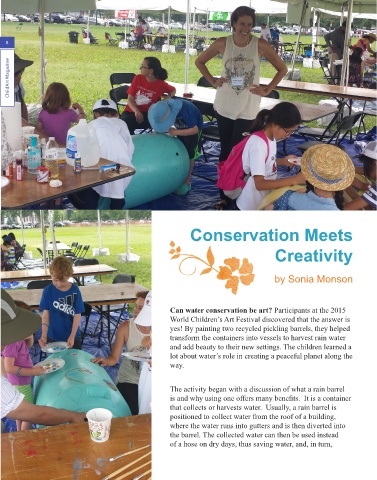 8
ChildArt Magazine
Conservation Meets
Creativity
by Sonia Monson
Can water conservation be art? Participants at the 2015
World Children's Art Festival discovered that the answer is
yes! By painting two recycled pickling barrels, they helped
transform the containers into vessels to harvest rain water
and add beauty to their new settings. The children learned a
lot about water's role in creating a peaceful planet along the
way.
The activity began with a discussion of what a rain barrel
is and why using one offers many benefits. It is a container
that collects or harvests water. Usually, a rain barrel is
positioned to collect water from the roof of a building,
where the water runs into gutters and is then diverted into
the barrel. The collected water can then be used instead
of a hose on dry days, thus saving water, and, in turn,